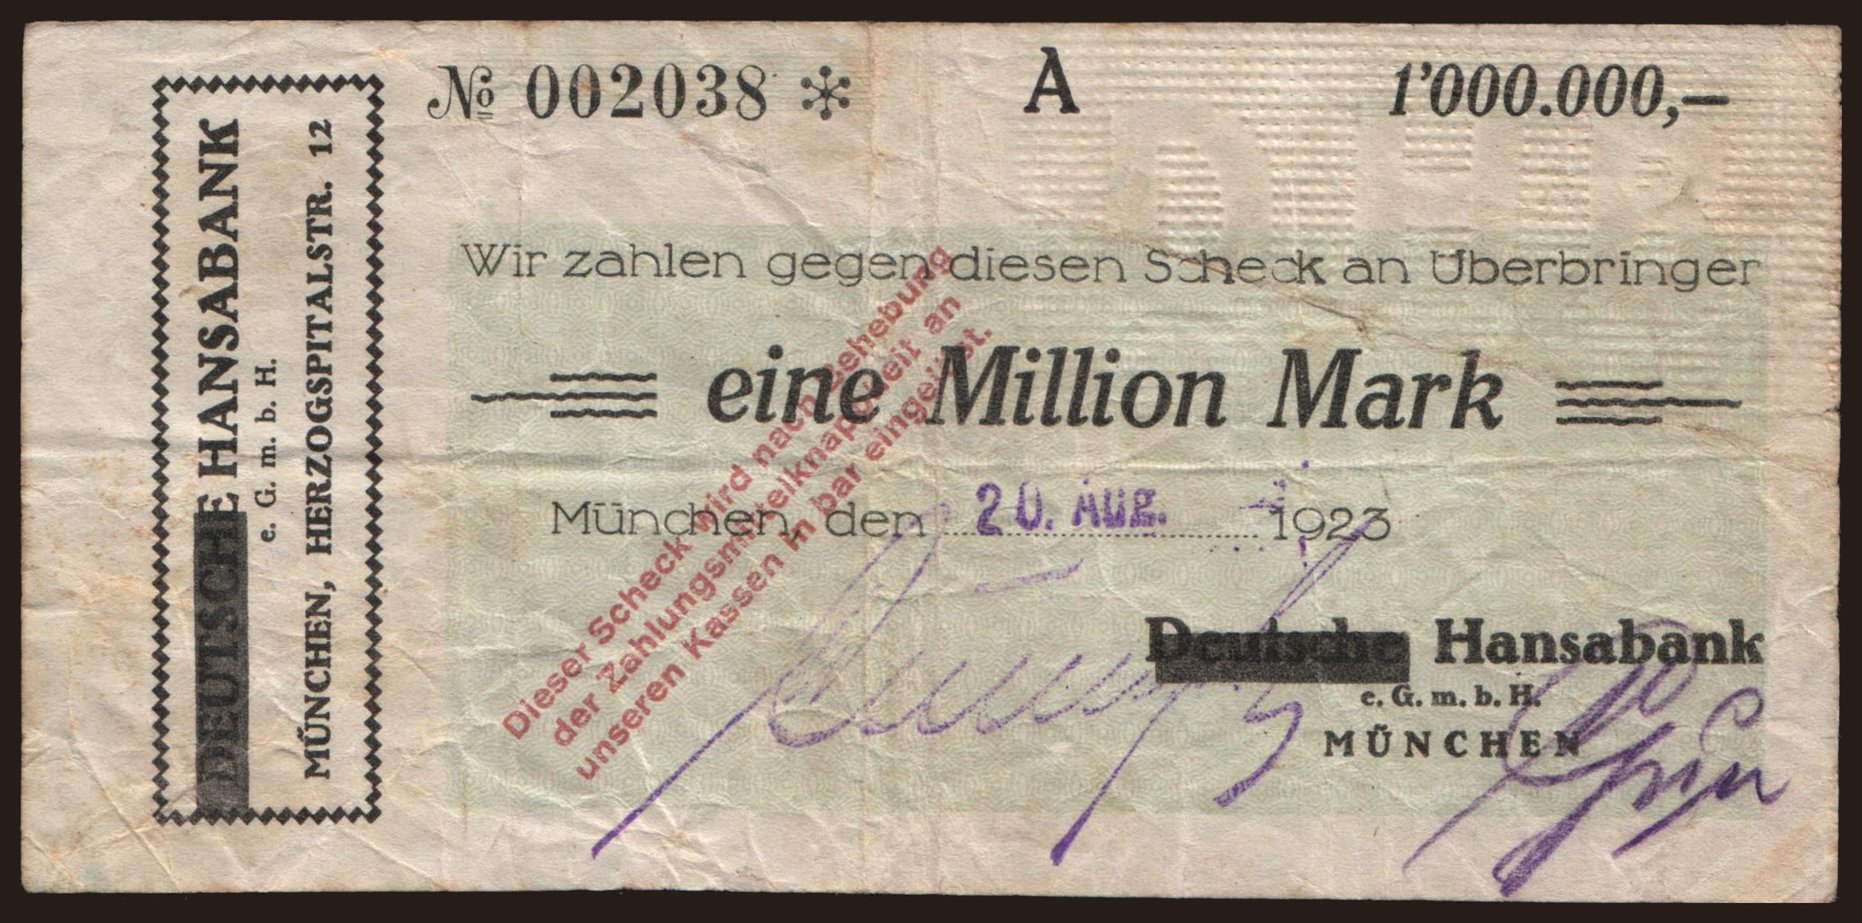 DEUTSCHE HANSABANK
e. G. m. b. H.
MÜNCHEN, HERZOGSPITALSTR. 12
№ 002038 *
A
1'000.000,—
Wir zahlen gegen diesen Scheck an Überbringer
eine Million Mark
München, den 20. AUG. 1923
Dieser Scheck wird nach Behebung
der Zahlungsmittelknappheit an
unseren Kassen in bar eingelöst.
Deutsche Hansabank
e. G. m. b. H.
MÜNCHEN